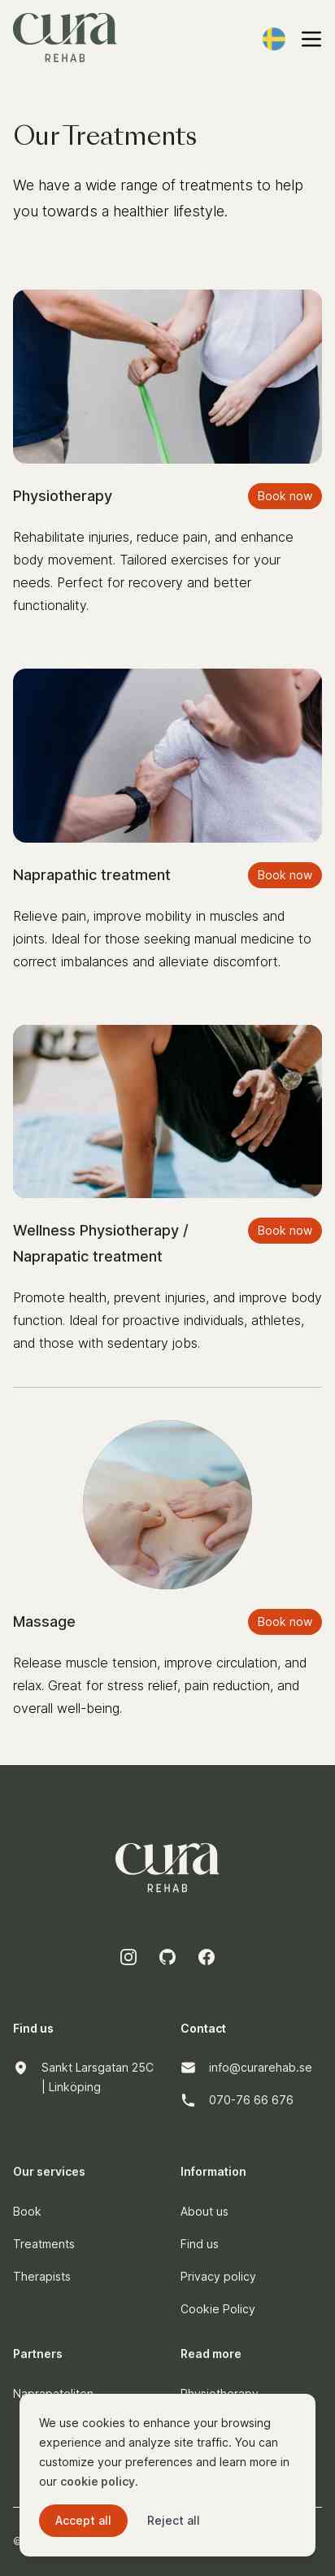 cura
REHAB
Our Treatments
We have a wide range of treatments to help
you towards a healthier lifestyle.
Physiotherapy
Book now
Rehabilitate injuries, reduce pain, and enhance
body movement. Tailored exercises for your
needs. Perfect for recovery and better
functionality.
Naprapathic treatment
Book now
Relieve pain, improve mobility in muscles and
joints. Ideal for those seeking manual medicine to
correct imbalances and alleviate discomfort.
Wellness Physiotherapy /
Naprapatic treatment
Book now
Promote health, prevent injuries, and improve body
function. Ideal for proactive individuals, athletes,
and those with sedentary jobs.
Massage
Book now
Release muscle tension, improve circulation, and
relax. Great for stress relief, pain reduction, and
overall well-being.
cura
REHAB
Find us
Sankt Larsgatan 25C
| Linköping
Contact
info@curarehab.se
070-76 66 676
Our services
Book
Treatments
Therapists
Information
About us
Find us
Privacy policy
Cookie Policy
Partners
Read more
We use cookies to enhance your browsing
experience and analyze site traffic. You can
customize your preferences and learn more in
our cookie policy.
Accept all
Reject all
©